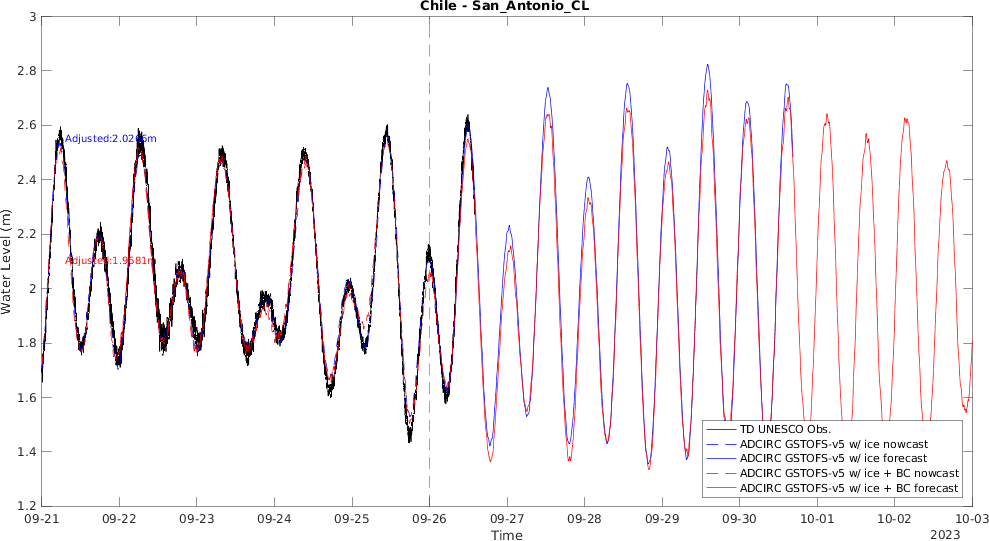 Chile - San_Antonio_CL
3
2.8
2.6
2.4
2.2
2
1.8
1.6
1.4
1.2
Water Level (m)
Adjusted:2.0266m
Adjusted:1.9681m
TD UNESCO Obs.
ADCIRC GSTOFS-v5 w/ ice nowcast
ADCIRC GSTOFS-v5 w/ ice forecast
ADCIRC GSTOFS-v5 w/ ice + BC nowcast
ADCIRC GSTOFS-v5 w/ ice + BC forecast
09-21 09-22 09-23 09-24 09-25 09-26 09-27 09-28 09-29 09-30 10-01 10-02 10-03
Time
2023